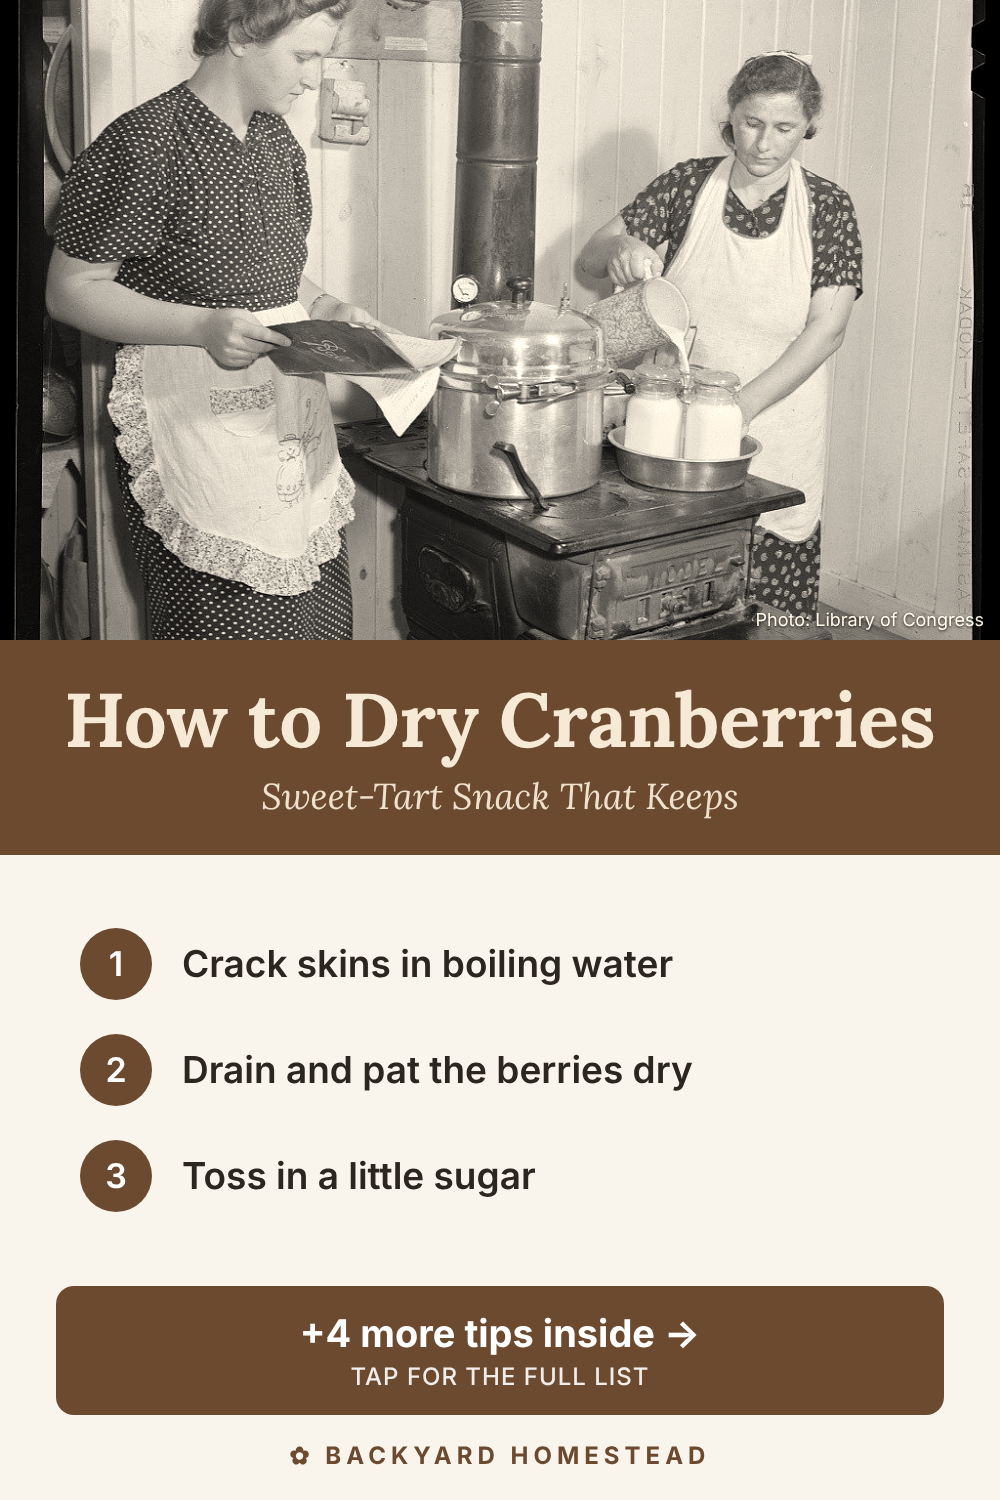 Photo: Library of Congress
How to Dry Cranberries
Sweet-Tart Snack That Keeps
1 Crack skins in boiling water
2 Drain and pat the berries dry
3 Toss in a little sugar
+4 more tips inside →
TAP FOR THE FULL LIST
✿ BACKYARD HOMESTEAD